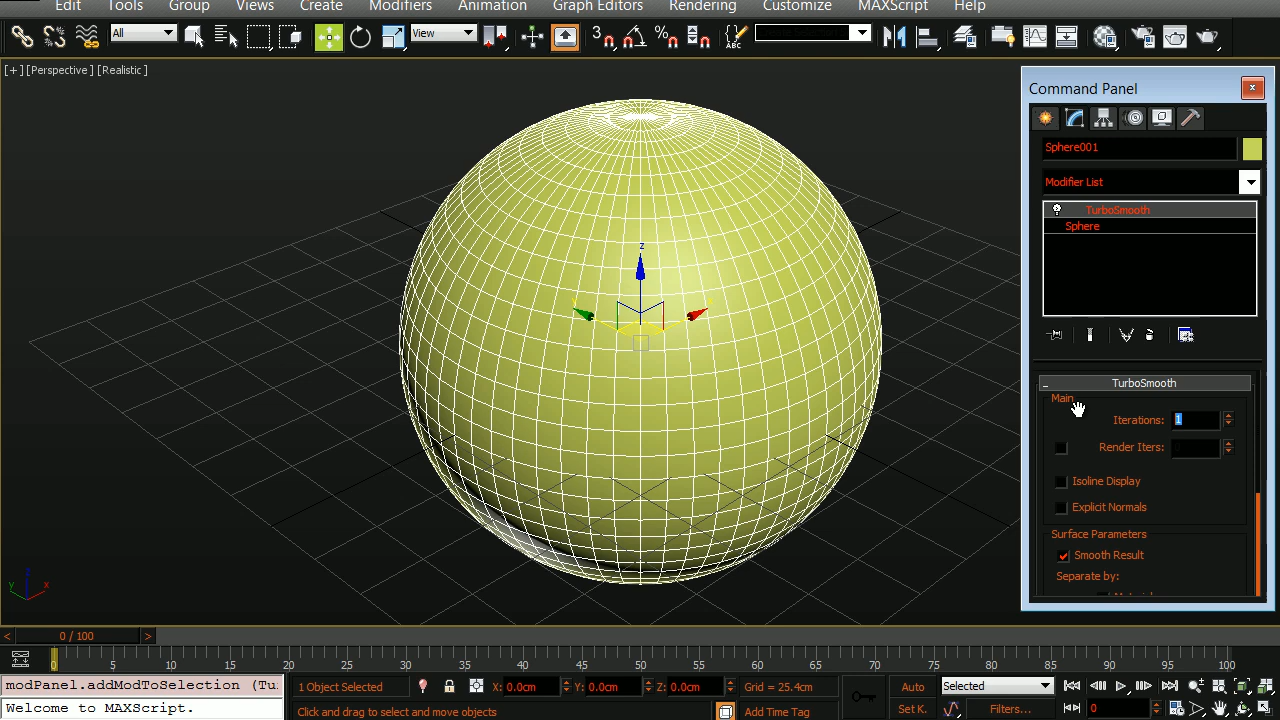 Edit Tools Group Views Create Modifiers Animation Graph Editors Rendering Customize MAXScript Help
All View 3 % ABC
[+] [Perspective] [Realistic]
Command Panel
Sphere001
Modifier List
TurboSmooth
Sphere
z
TurboSmooth
Main
Iterations: 1
Render Iters:
Isoline Display
Explicit Normals
Surface Parameters
Smooth Result
Separate by:
y x
< 0 / 100 >
0 5 10 15 20 25 30 35 40 45 50 55 60 65 70 75 80 85 90 95 100
modPanel.addModToSelection (Tu
1 Object Selected X: 0.0cm Y: 0.0cm Z: 0.0cm Grid = 25.4cm Auto Selected
Welcome to MAXScript.
Click and drag to select and move objects Add Time Tag Set K. Filters... 0